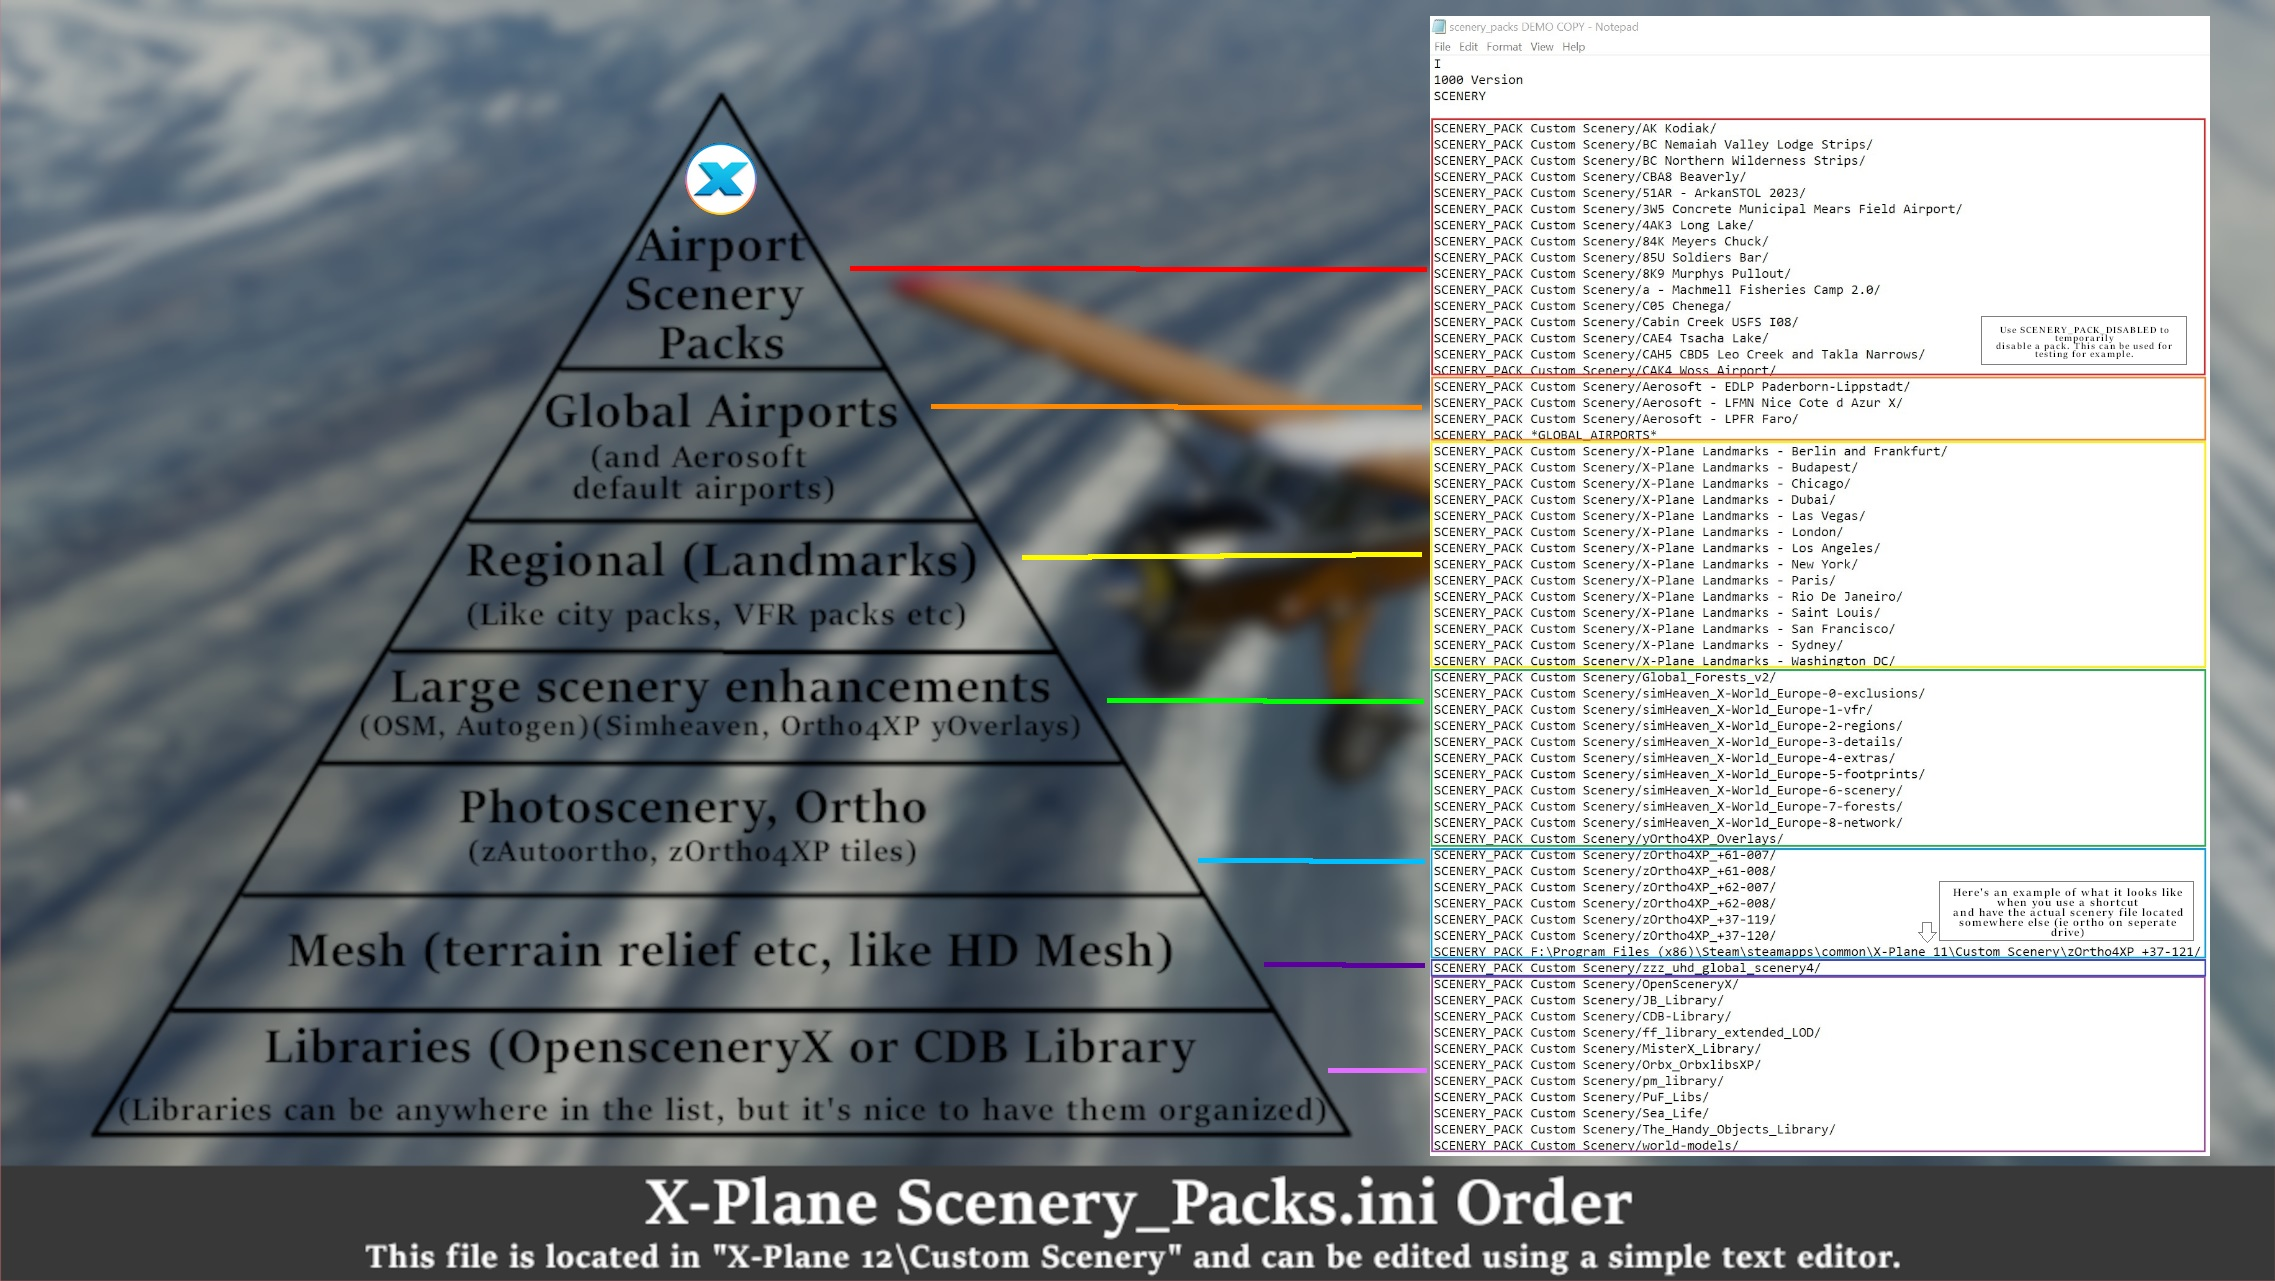 Airport
Scenery
Packs
Global Airports
(and Aerosoft
default airports)
Regional (Landmarks)
(Like city packs, VFR packs etc)
Large scenery enhancements
(OSM, Autogen)(Simheaven, Ortho4XP yOverlays)
Photoscenery, Ortho
(zAutoortho, zOrtho4XP tiles)
Mesh (terrain relief etc, like HD Mesh)
Libraries (OpensceneryX or CDB Library
(Libraries can be anywhere in the list, but it's nice to have them organized)
scenery_packs DEMO COPY - Notepad
File Edit Format View Help
I
1000 Version
SCENERY
SCENERY_PACK Custom Scenery/AK Kodiak/
SCENERY_PACK Custom Scenery/BC Nemaiah Valley Lodge Strips/
SCENERY_PACK Custom Scenery/BC Northern Wilderness Strips/
SCENERY_PACK Custom Scenery/CBA8 Beaverly/
SCENERY_PACK Custom Scenery/51AR - ArkanSTOL 2023/
SCENERY_PACK Custom Scenery/3W5 Concrete Municipal Mears Field Airport/
SCENERY_PACK Custom Scenery/4AK3 Long Lake/
SCENERY_PACK Custom Scenery/84K Meyers Chuck/
SCENERY_PACK Custom Scenery/85U Soldiers Bar/
SCENERY_PACK Custom Scenery/8K9 Murphys Pullout/
SCENERY_PACK Custom Scenery/a - Machmell Fisheries Camp 2.0/
SCENERY_PACK Custom Scenery/C05 Chenega/
SCENERY_PACK Custom Scenery/Cabin Creek USFS I08/
SCENERY_PACK Custom Scenery/CAE4 Tsacha Lake/
SCENERY_PACK Custom Scenery/CAH5 CBD5 Leo Creek and Takla Narrows/
SCENERY_PACK Custom Scenery/CAK4 Woss Airport/
Use SCENERY_PACK_DISABLED to
temporarily
disable a pack. This can be used for
testing for example.
SCENERY_PACK Custom Scenery/Aerosoft - EDLP Paderborn-Lippstadt/
SCENERY_PACK Custom Scenery/Aerosoft - LFMN Nice Cote d Azur X/
SCENERY_PACK Custom Scenery/Aerosoft - LPFR Faro/
SCENERY_PACK *GLOBAL_AIRPORTS*
SCENERY_PACK Custom Scenery/X-Plane Landmarks - Berlin and Frankfurt/
SCENERY_PACK Custom Scenery/X-Plane Landmarks - Budapest/
SCENERY_PACK Custom Scenery/X-Plane Landmarks - Chicago/
SCENERY_PACK Custom Scenery/X-Plane Landmarks - Dubai/
SCENERY_PACK Custom Scenery/X-Plane Landmarks - Las Vegas/
SCENERY_PACK Custom Scenery/X-Plane Landmarks - London/
SCENERY_PACK Custom Scenery/X-Plane Landmarks - Los Angeles/
SCENERY_PACK Custom Scenery/X-Plane Landmarks - New York/
SCENERY_PACK Custom Scenery/X-Plane Landmarks - Paris/
SCENERY_PACK Custom Scenery/X-Plane Landmarks - Rio De Janeiro/
SCENERY_PACK Custom Scenery/X-Plane Landmarks - Saint Louis/
SCENERY_PACK Custom Scenery/X-Plane Landmarks - San Francisco/
SCENERY_PACK Custom Scenery/X-Plane Landmarks - Sydney/
SCENERY_PACK Custom Scenery/X-Plane Landmarks - Washington DC/
SCENERY_PACK Custom Scenery/Global_Forests_v2/
SCENERY_PACK Custom Scenery/simHeaven_X-World_Europe-0-exclusions/
SCENERY_PACK Custom Scenery/simHeaven_X-World_Europe-1-vfr/
SCENERY_PACK Custom Scenery/simHeaven_X-World_Europe-2-regions/
SCENERY_PACK Custom Scenery/simHeaven_X-World_Europe-3-details/
SCENERY_PACK Custom Scenery/simHeaven_X-World_Europe-4-extras/
SCENERY_PACK Custom Scenery/simHeaven_X-World_Europe-5-footprints/
SCENERY_PACK Custom Scenery/simHeaven_X-World_Europe-6-scenery/
SCENERY_PACK Custom Scenery/simHeaven_X-World_Europe-7-forests/
SCENERY_PACK Custom Scenery/simHeaven_X-World_Europe-8-network/
SCENERY_PACK Custom Scenery/yOrtho4XP_Overlays/
SCENERY_PACK Custom Scenery/zOrtho4XP_+61-007/
SCENERY_PACK Custom Scenery/zOrtho4XP_+61-008/
SCENERY_PACK Custom Scenery/zOrtho4XP_+62-007/
SCENERY_PACK Custom Scenery/zOrtho4XP_+62-008/
SCENERY_PACK Custom Scenery/zOrtho4XP_+37-119/
SCENERY_PACK Custom Scenery/zOrtho4XP_+37-120/
Here's an example of what it looks like
when you use a shortcut
and have the actual scenery file located
somewhere else (ie ortho on seperate
drive)
SCENERY_PACK F:\Program Files (x86)\Steam\steamapps\common\X-Plane 11\Custom Scenery\zOrtho4XP_+37-121/
SCENERY_PACK Custom Scenery/zzz_uhd_global_scenery4/
SCENERY_PACK Custom Scenery/OpenSceneryX/
SCENERY_PACK Custom Scenery/JB_Library/
SCENERY_PACK Custom Scenery/CDB-Library/
SCENERY_PACK Custom Scenery/ff_library_extended_LOD/
SCENERY_PACK Custom Scenery/MisterX_Library/
SCENERY_PACK Custom Scenery/Orbx_OrbxlibsXP/
SCENERY_PACK Custom Scenery/pm_library/
SCENERY_PACK Custom Scenery/PuF_Libs/
SCENERY_PACK Custom Scenery/Sea_Life/
SCENERY_PACK Custom Scenery/The_Handy_Objects_Library/
SCENERY_PACK Custom Scenery/world-models/
X-Plane Scenery_Packs.ini Order
This file is located in "X-Plane 12\Custom Scenery" and can be edited using a simple text editor.